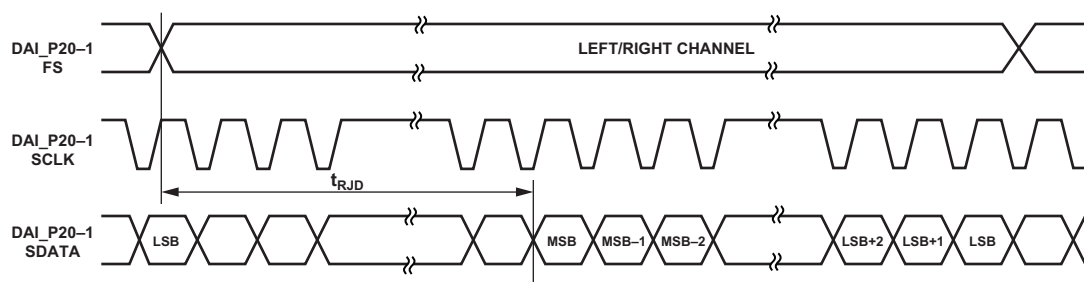 DAI_P20–1
FS
LEFT/RIGHT CHANNEL
DAI_P20–1
SCLK
tRJD
DAI_P20–1
SDATA
LSB
MSB
MSB–1
MSB–2
LSB+2
LSB+1
LSB